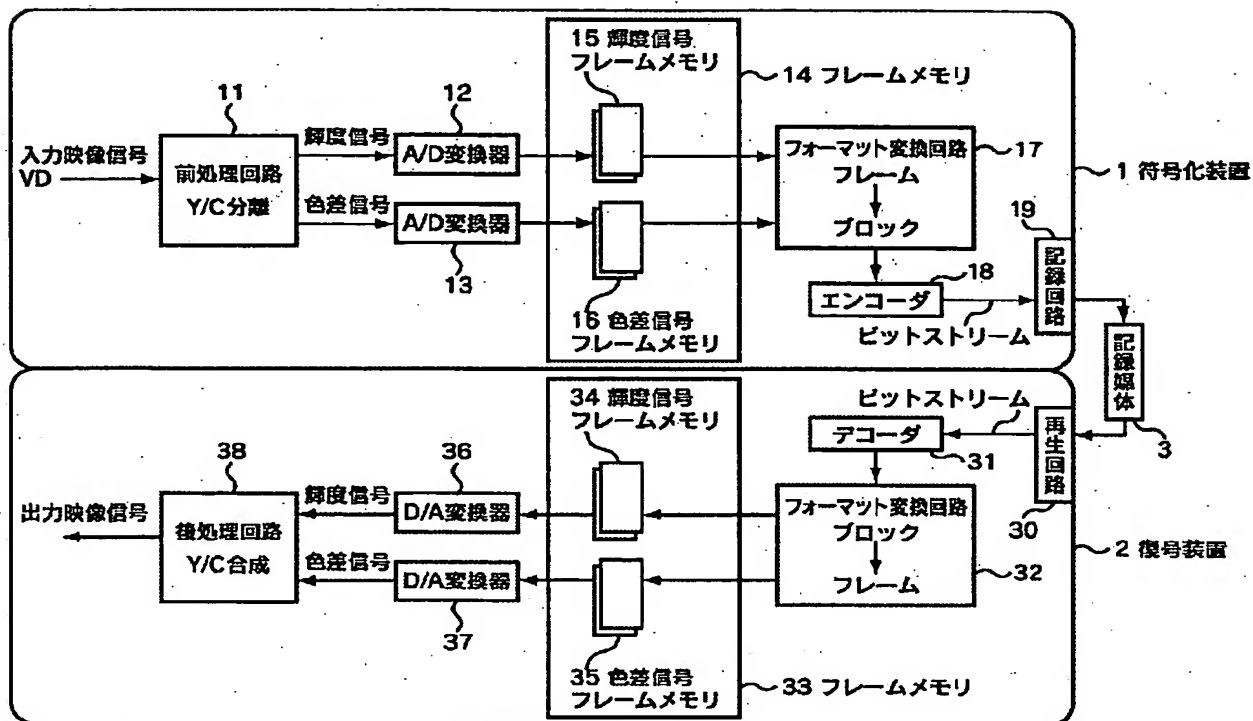 15 輝度信号
フレームメモリ
14 フレームメモリ
11
12
入力映像信号
VD
前処理回路
Y/C分離
輝度信号
色差信号
A/D変換器
A/D変換器
13
16 色差信号
フレームメモリ
フォーマット変換回路
フレーム
ブロック
17
1 符号化装置
18
エンコーダ
ビットストリーム
19
記録回路
記録媒体
3
34 輝度信号
フレームメモリ
ビットストリーム
デコーダ
31
再生回路
30
38
36
出力映像信号
後処理回路
Y/C合成
輝度信号
色差信号
D/A変換器
D/A変換器
37
フォーマット変換回路
ブロック
フレーム
32
2 復号装置
35 色差信号
フレームメモリ
33 フレームメモリ